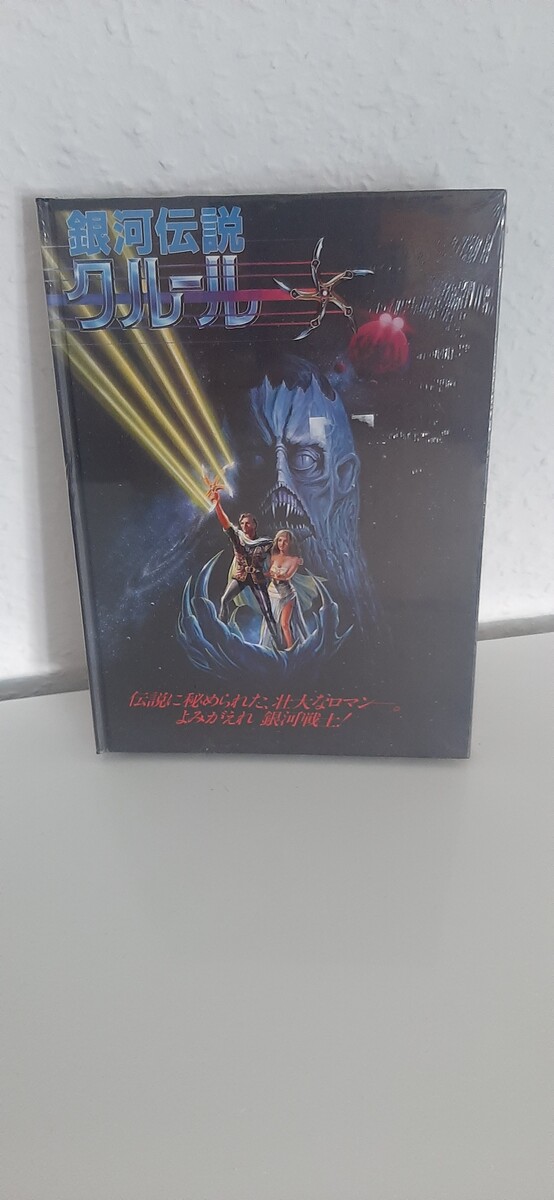 銀河伝説
クルール
伝説に秘められた、壮大なロマン—。
よみがえれ 銀河戦士!